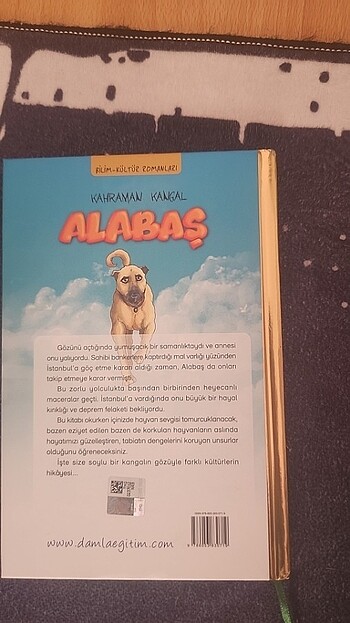 BİLİM-KÜLTÜR ROMANLARI
KAHRAMAN KANGAL
ALABAŞ
Gözünü açtığında yumuşacık bir samanlıktaydı ve annesi
onu yalıyordu. Sahibi bankerlere kaptırdığı mal varlığı yüzünden
İstanbul'a göç etme kararı aldığı zaman, Alabaş da onları
takip etmeye karar vermişti.
Bu zorlu yolculukta başından birbirinden heyecanlı
maceralar geçti. İstanbul'a vardığında onu büyük bir hayal
kırıklığı ve deprem felaketi bekliyordu.
Bu kitabı okurken içinizde hayvan sevgisi tomurcuklanacak,
bazen eziyet edilen bazen de korkulan hayvanların aslında
hayatımızı güzelleştiren, tabiatın dengelerini koruyan unsurlar
olduğunu öğreneceksiniz.
İşte size soylu bir kangalın gözüyle farklı kültürlerin
hikâyesi...
www.damlaegitim.com